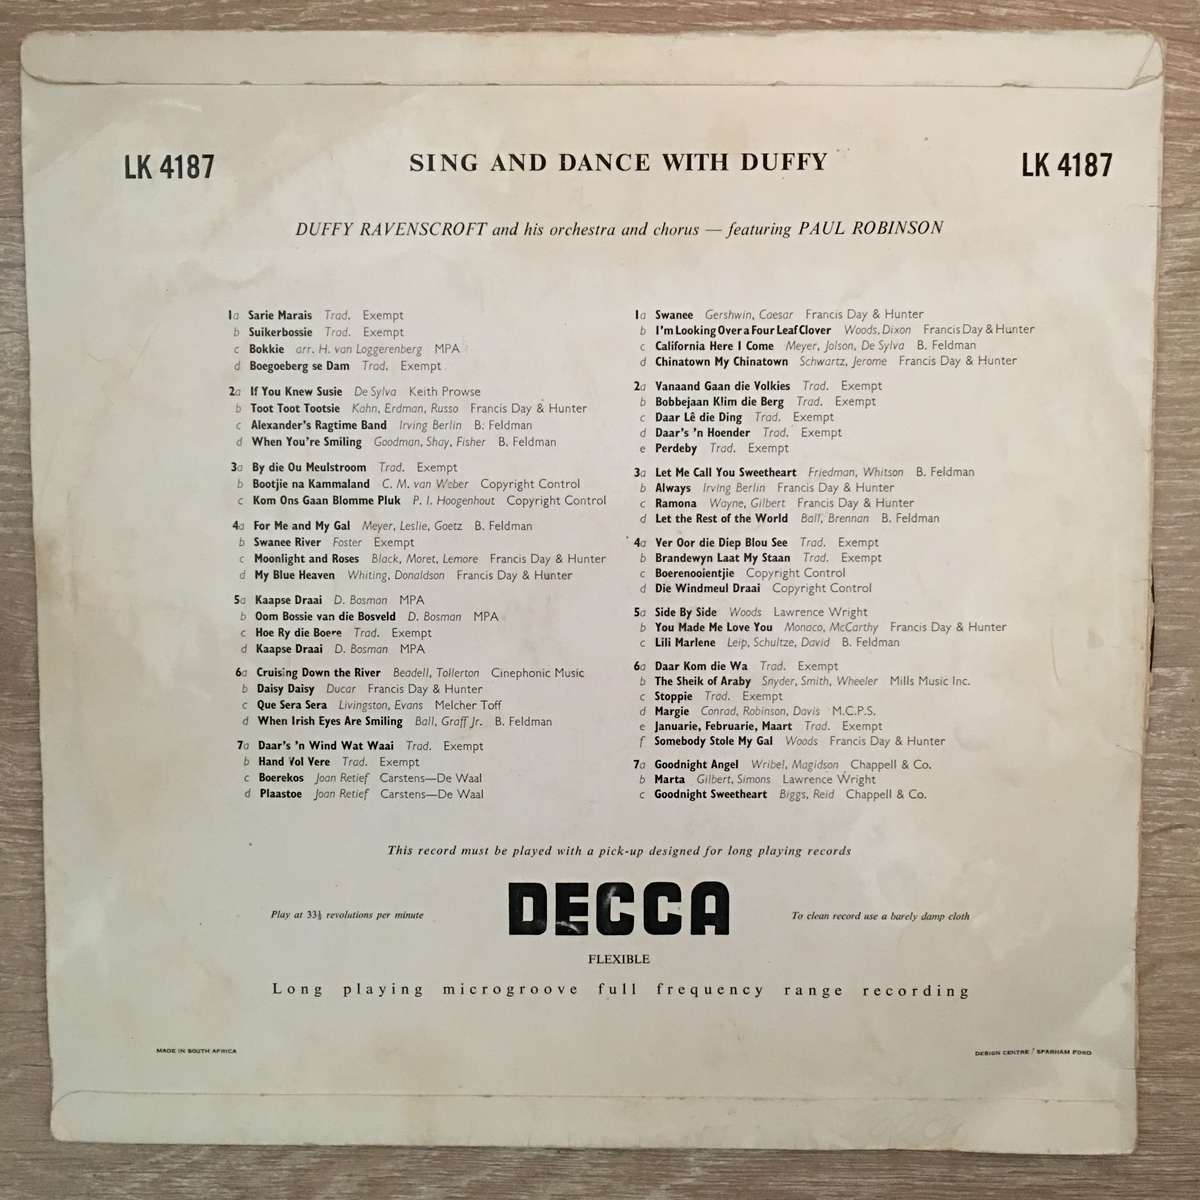 LK 4187
SING AND DANCE WITH DUFFY
LK 4187
DUFFY RAVENSCROFT and his orchestra and chorus — featuring PAUL ROBINSON
1a Sarie Marais Trad. Exempt
b Suikerbossie Trad. Exempt
c Bokkie arr. H. van Loggerenberg MPA
d Boegoeberg se Dam Trad. Exempt
2a If You Knew Susie De Sylva Keith Prowse
b Toot Toot Tootsie Kahn, Erdman, Russo Francis Day & Hunter
c Alexander's Ragtime Band Irving Berlin B. Feldman
d When You're Smiling Goodman, Shay, Fisher B. Feldman
3a By die Ou Meulstroom Trad. Exempt
b Bootjie na Kammaland C. M. van Weber Copyright Control
c Kom Ons Gaan Blomme Pluk P. I. Hoogenhout Copyright Control
4a For Me and My Gal Meyer, Leslie, Goetz B. Feldman
b Swanee River Foster Exempt
c Moonlight and Roses Black, Moret, Lemore Francis Day & Hunter
d My Blue Heaven Whiting, Donaldson Francis Day & Hunter
5a Kaapse Draai D. Bosman MPA
b Oom Bossie van die Bosveld D. Bosman MPA
c Hoe Ry die Boere Trad. Exempt
d Kaapse Draai D. Bosman MPA
6a Cruising Down the River Beadell, Tollerton Cinephonic Music
b Daisy Daisy Ducar Francis Day & Hunter
c Que Sera Sera Livingston, Evans Melcher Toff
d When Irish Eyes Are Smiling Ball, Graff Jr. B. Feldman
7a Daar's 'n Wind Wat Waai Trad. Exempt
b Hand Vol Vere Trad. Exempt
c Boerekos Joan Retief Carstens—De Waal
d Plaastoe Joan Retief Carstens—De Waal
1a Swanee Gershwin, Caesar Francis Day & Hunter
b I'm Looking Over a Four Leaf Clover Woods, Dixon Francis Day & Hunter
c California Here I Come Meyer, Jolson, De Sylva B. Feldman
d Chinatown My Chinatown Schwartz, Jerome Francis Day & Hunter
2a Vanaand Gaan die Volkies Trad. Exempt
b Bobbejaan Klim die Berg Trad. Exempt
c Daar Lê die Ding Trad. Exempt
d Daar's 'n Hoender Trad. Exempt
e Perdeby Trad. Exempt
3a Let Me Call You Sweetheart Friedman, Whitson B. Feldman
b Always Irving Berlin Francis Day & Hunter
c Ramona Wayne, Gilbert Francis Day & Hunter
d Let the Rest of the World Ball, Brennan B. Feldman
4a Ver Oor die Diep Blou See Trad. Exempt
b Brandewyn Laat My Staan Trad. Exempt
c Boerenooientjie Copyright Control
d Die Windmeul Draai Copyright Control
5a Side By Side Woods Lawrence Wright
b You Made Me Love You Monaco, McCarthy Francis Day & Hunter
c Lili Marlene Leip, Schultze, David B. Feldman
6a Daar Kom die Wa Trad. Exempt
b The Sheik of Araby Snyder, Smith, Wheeler Mills Music Inc.
c Stoppie Trad. Exempt
d Margie Conrad, Robinson, Davis M.C.P.S.
e Januarie, Februarie, Maart Trad. Exempt
f Somebody Stole My Gal Woods Francis Day & Hunter
7a Goodnight Angel Wribel, Magidson Chappell & Co.
b Marta Gilbert, Simons Lawrence Wright
c Goodnight Sweetheart Biggs, Reid Chappell & Co.
This record must be played with a pick-up designed for long playing records
Play at 33⅓ revolutions per minute
DECCA
To clean record use a barely damp cloth
FLEXIBLE
Long playing microgroove full frequency range recording
MADE IN SOUTH AFRICA
DESIGN CENTRE / SPARHAM FORD